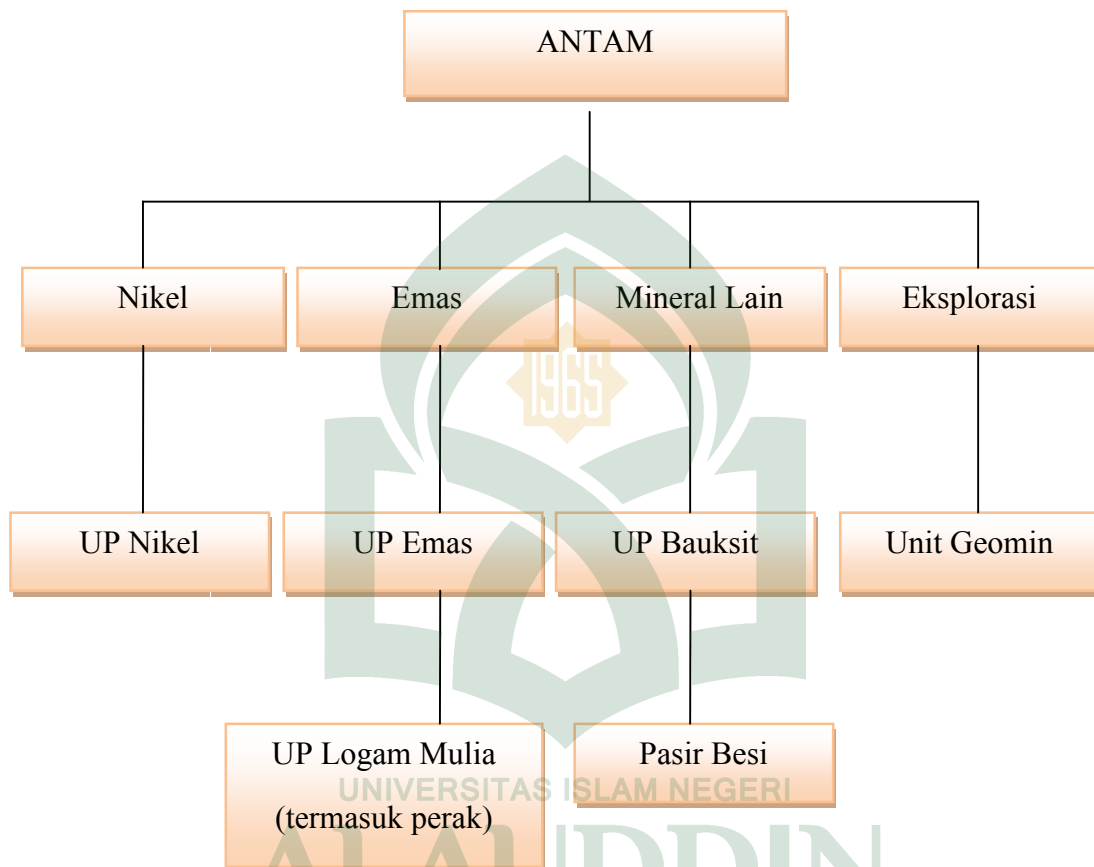 ANTAM
Nikel
Emas
Mineral Lain
Eksplorasi
1965
UP Nikel
UP Emas
UP Bauksit
Unit Geomin
UP Logam Mulia
(termasuk perak)
Pasir Besi
UNIVERSITAS ISLAM NEGERI
ALAUDDIN